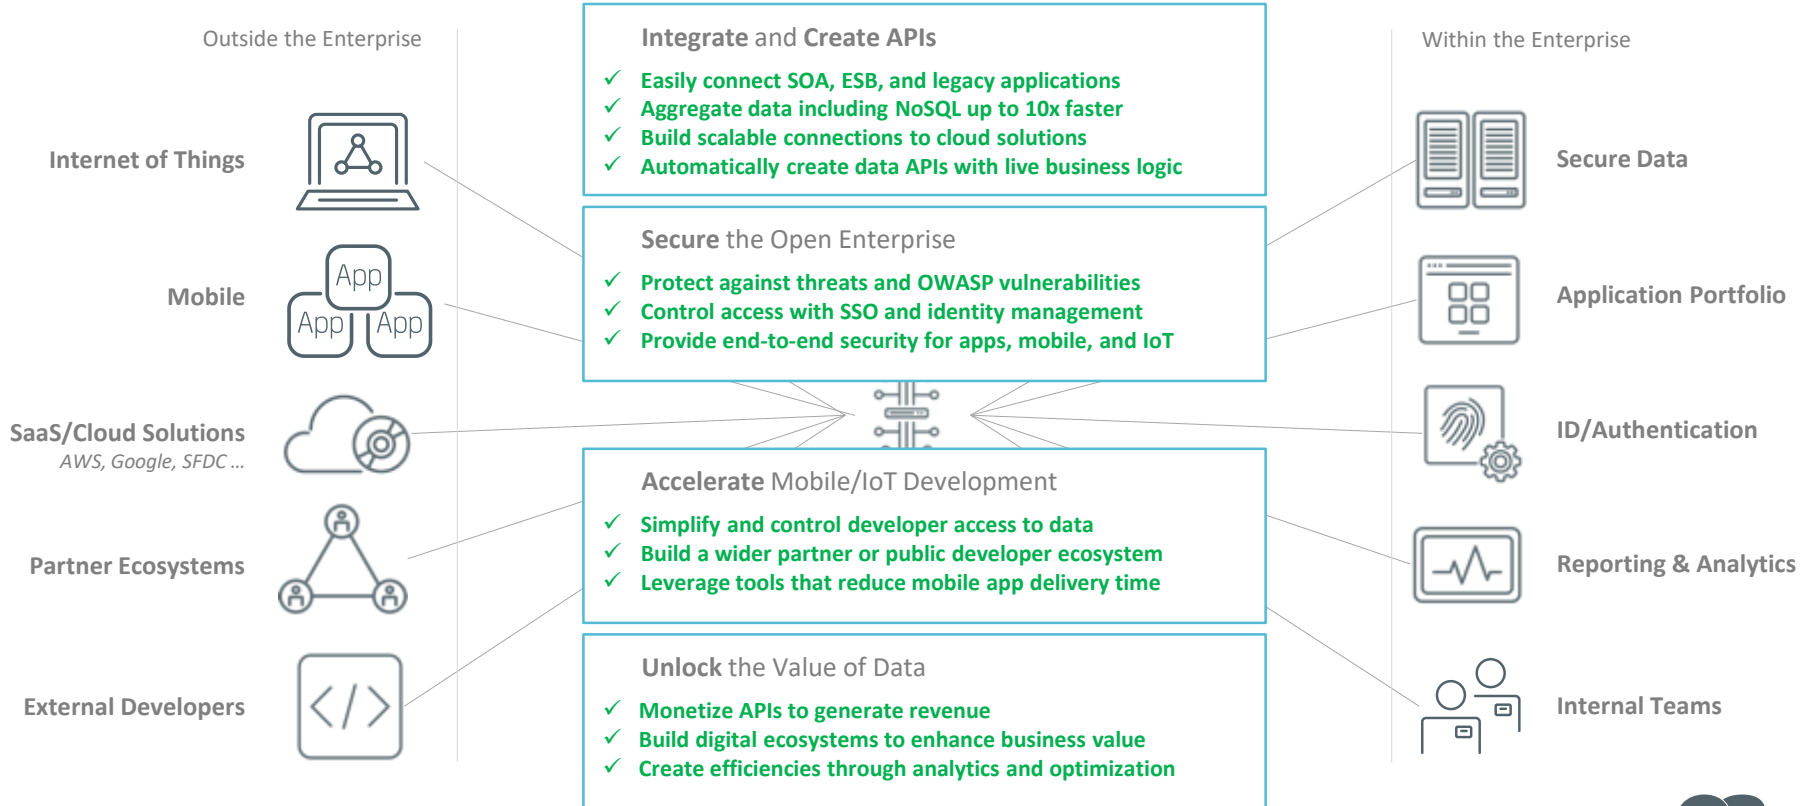 Outside the Enterprise
Internet of Things
Mobile
App
App
App
SaaS/Cloud Solutions
AWS, Google, SFDC ...
Partner Ecosystems
External Developers
Integrate and Create APIs
✓ Easily connect SOA, ESB, and legacy applications
✓ Aggregate data including NoSQL up to 10x faster
✓ Build scalable connections to cloud solutions
✓ Automatically create data APIs with live business logic
Secure the Open Enterprise
✓ Protect against threats and OWASP vulnerabilities
✓ Control access with SSO and identity management
✓ Provide end-to-end security for apps, mobile, and IoT
Accelerate Mobile/IoT Development
✓ Simplify and control developer access to data
✓ Build a wider partner or public developer ecosystem
✓ Leverage tools that reduce mobile app delivery time
Unlock the Value of Data
✓ Monetize APIs to generate revenue
✓ Build digital ecosystems to enhance business value
✓ Create efficiencies through analytics and optimization
Within the Enterprise
Secure Data
Application Portfolio
ID/Authentication
Reporting & Analytics
Internal Teams